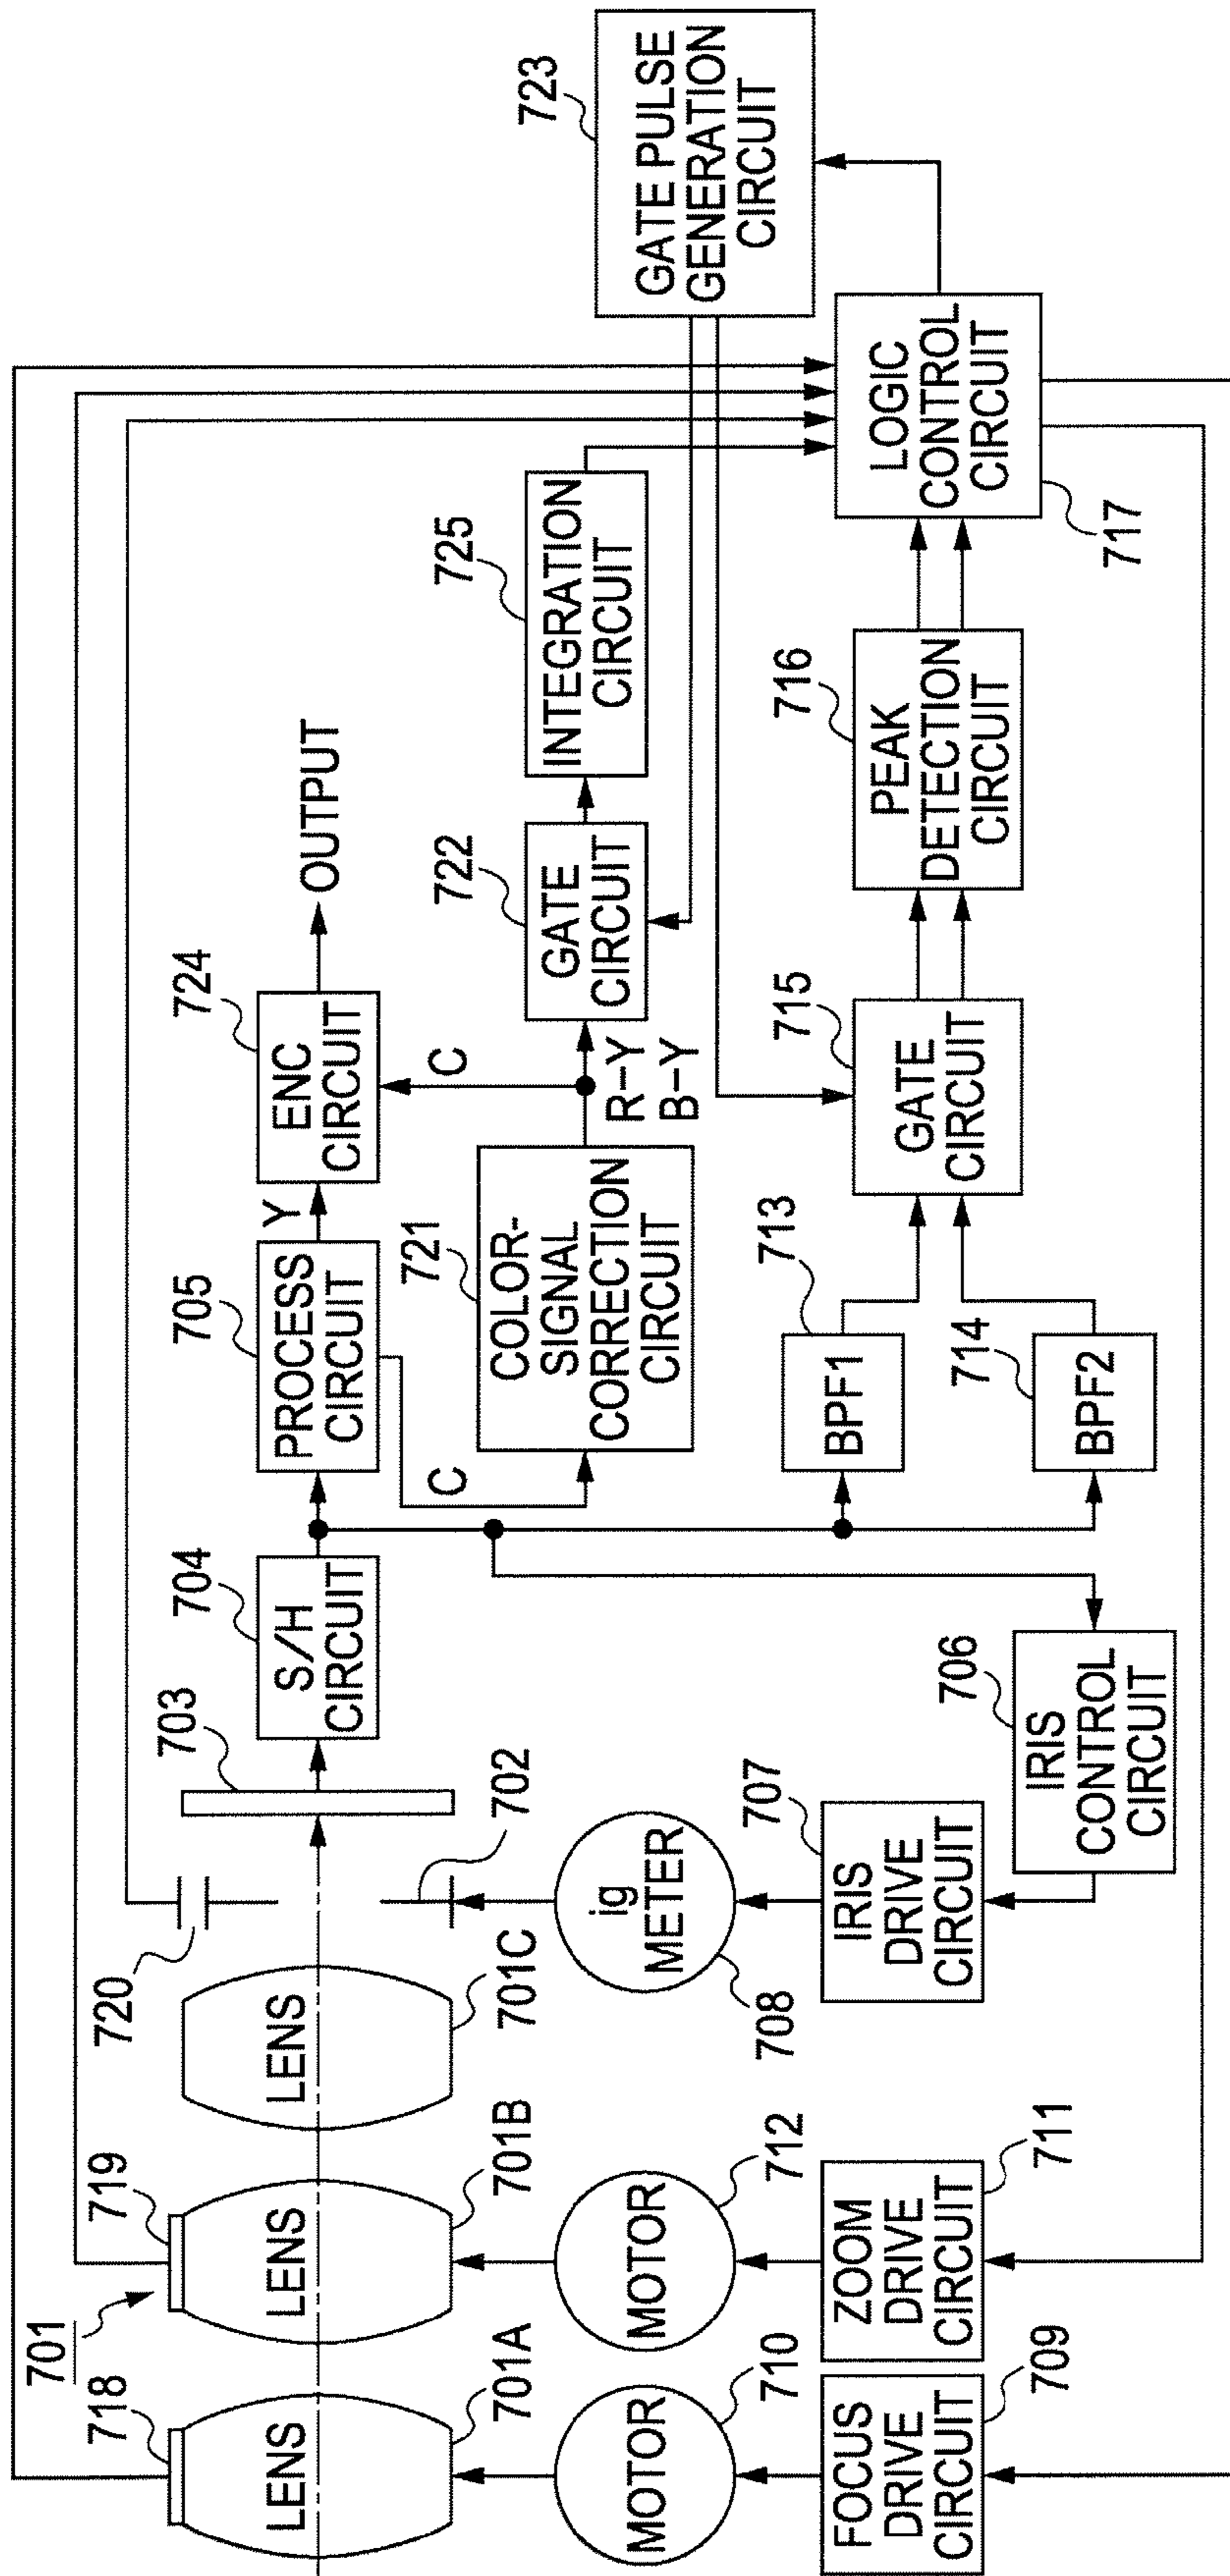 701
718
719
720
703
704
705
724
LENS
LENS
LENS
S/H
CIRCUIT
PROCESS
CIRCUIT
Y
ENC
CIRCUIT
OUTPUT
701A
701B
701C
702
C
C
721
COLOR-
SIGNAL
CORRECTION
CIRCUIT
R-Y
B-Y
722
GATE
CIRCUIT
725
INTEGRATION
CIRCUIT
723
GATE PULSE
GENERATION
CIRCUIT
MOTOR
710
MOTOR
712
ig
METER
708
FOCUS
DRIVE
CIRCUIT
709
ZOOM
DRIVE
CIRCUIT
711
707
IRIS
DRIVE
CIRCUIT
706
IRIS
CONTROL
CIRCUIT
713
BPF1
714
BPF2
715
GATE
CIRCUIT
716
PEAK
DETECTION
CIRCUIT
LOGIC
CONTROL
CIRCUIT
717